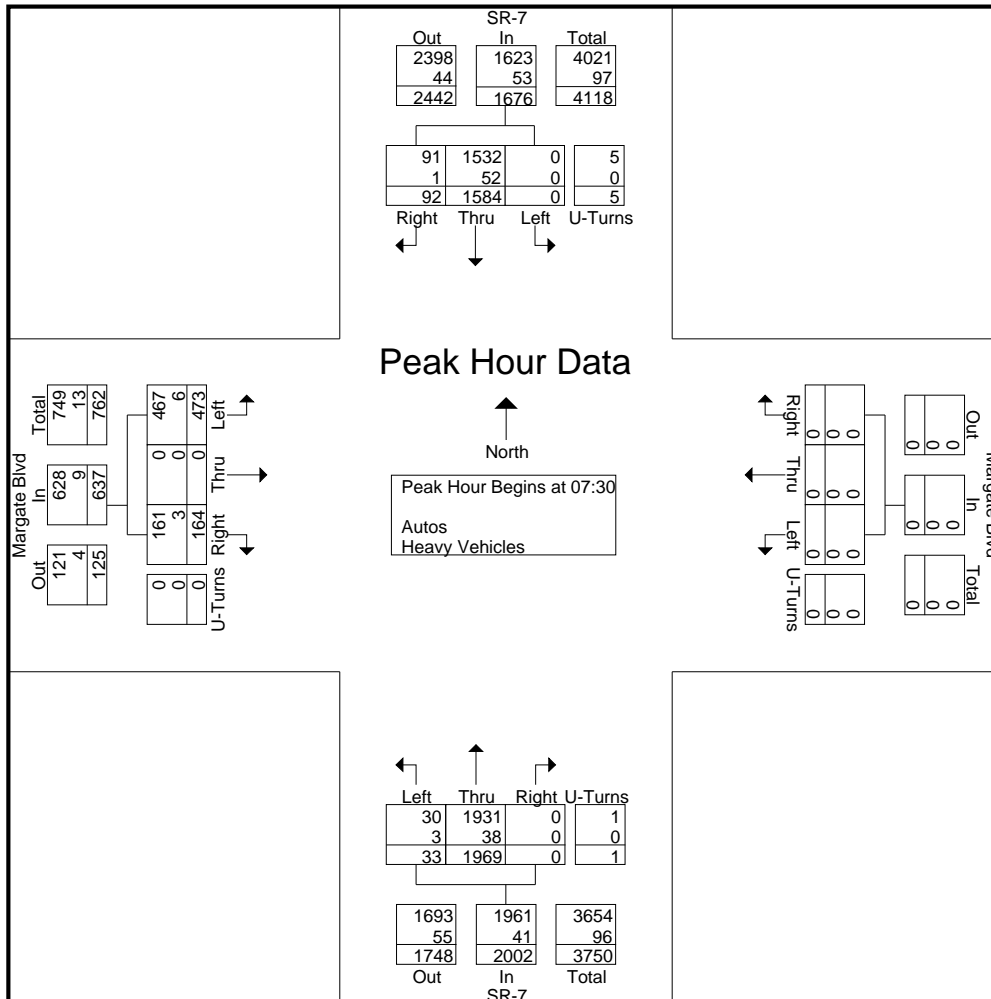 SR-7
Out In Total
2398 1623 4021
44 53 97
2442 1676 4118
91 1532 0 5
1 52 0 0
92 1584 0 5
Right Thru Left U-Turns
Peak Hour Data
North
Peak Hour Begins at 07:30
Autos
Heavy Vehicles
Margate Blvd
Total In Out
749 628 121
13 9 4
762 637 125
467 0 161 0
6 0 3 0
473 0 164 0
Left Thru Right U-Turns
Right Thru Left U-Turns
0 0 0 0
0 0 0 0
0 0 0 0
Out In Total
0 0 0
0 0 0
0 0 0
Margate Blvd
Left Thru Right U-Turns
30 1931 0 1
3 38 0 0
33 1969 0 1
1693 1961 3654
55 41 96
1748 2002 3750
Out In Total
SR-7